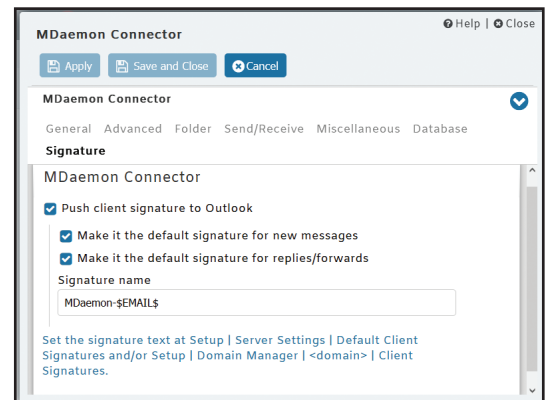 Help | Close
MDaemon Connector
Apply Save and Close Cancel
MDaemon Connector
General Advanced Folder Send/Receive Miscellaneous Database
Signature
MDaemon Connector
Push client signature to Outlook
Make it the default signature for new messages
Make it the default signature for replies/forwards
Signature name
MDaemon-$EMAIL$
Set the signature text at Setup | Server Settings | Default Client
Signatures and/or Setup | Domain Manager | <domain> | Client
Signatures.